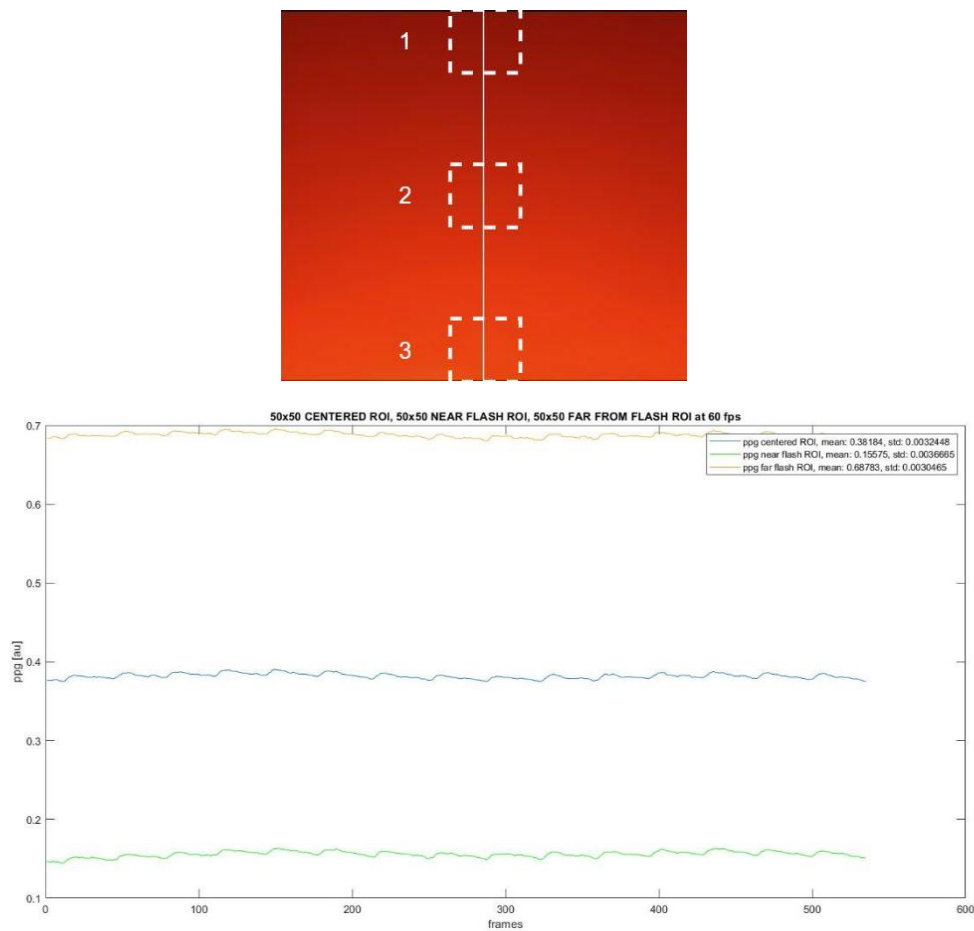 1
2
3
50x50 CENTERED ROI, 50x50 NEAR FLASH ROI, 50x50 FAR FROM FLASH ROI at 60 fps
ppg centered ROI, mean: 0.38184, std: 0.0032448
ppg near flash ROI, mean: 0.15575, std: 0.0036665
ppg far flash ROI, mean: 0.68783, std: 0.0030465
0.7
0.6
0.5
0.4
0.3
0.2
0.1
ppg [au]
0 100 200 300 400 500 600
frames